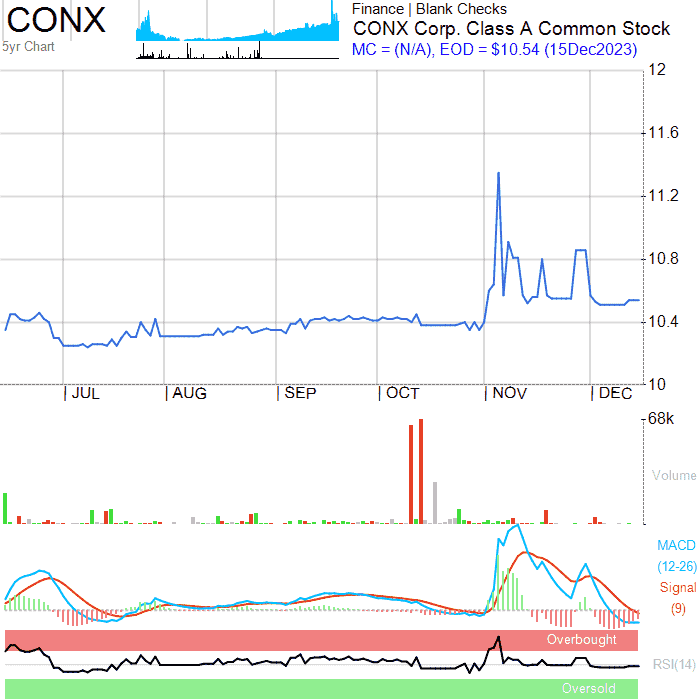 CONX
5yr Chart
Finance | Blank Checks
CONX Corp. Class A Common Stock
MC = (N/A), EOD = $10.54 (15Dec2023)
12
11.6
11.2
10.8
10.4
10
JUL AUG SEP OCT NOV DEC
68k
Volume
MACD
(12-26)
Signal
(9)
Overbought
RSI(14)
Oversold